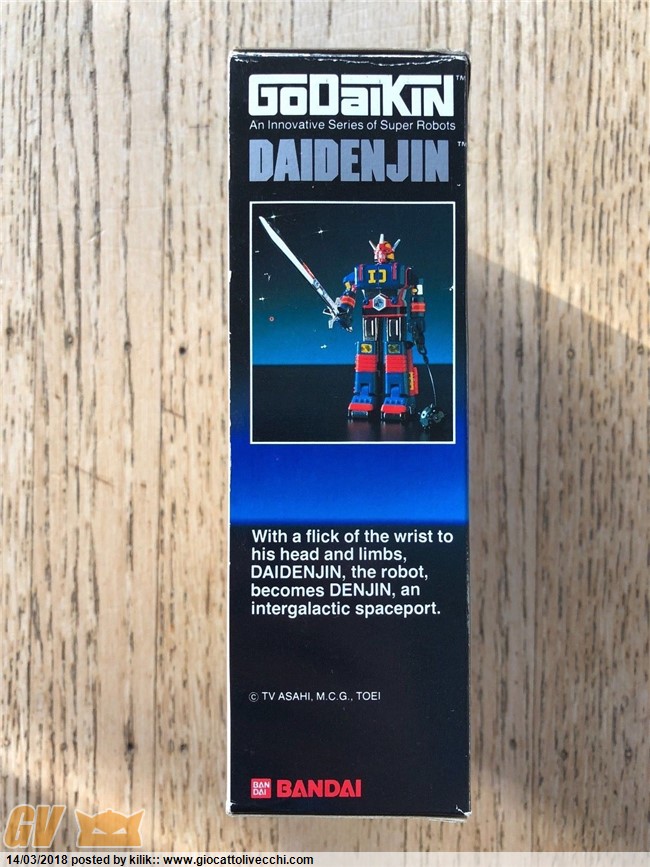 GoDaiKiN™
An Innovative Series of Super Robots
DAIDENJIN™
With a flick of the wrist to
his head and limbs,
DAIDENJIN, the robot,
becomes DENJIN, an
intergalactic spaceport.
© TV ASAHI, M.C.G., TOEI
BAN
DAI
BANDAI
GV
14/03/2018 posted by kilik:: www.giocattolivecchi.com